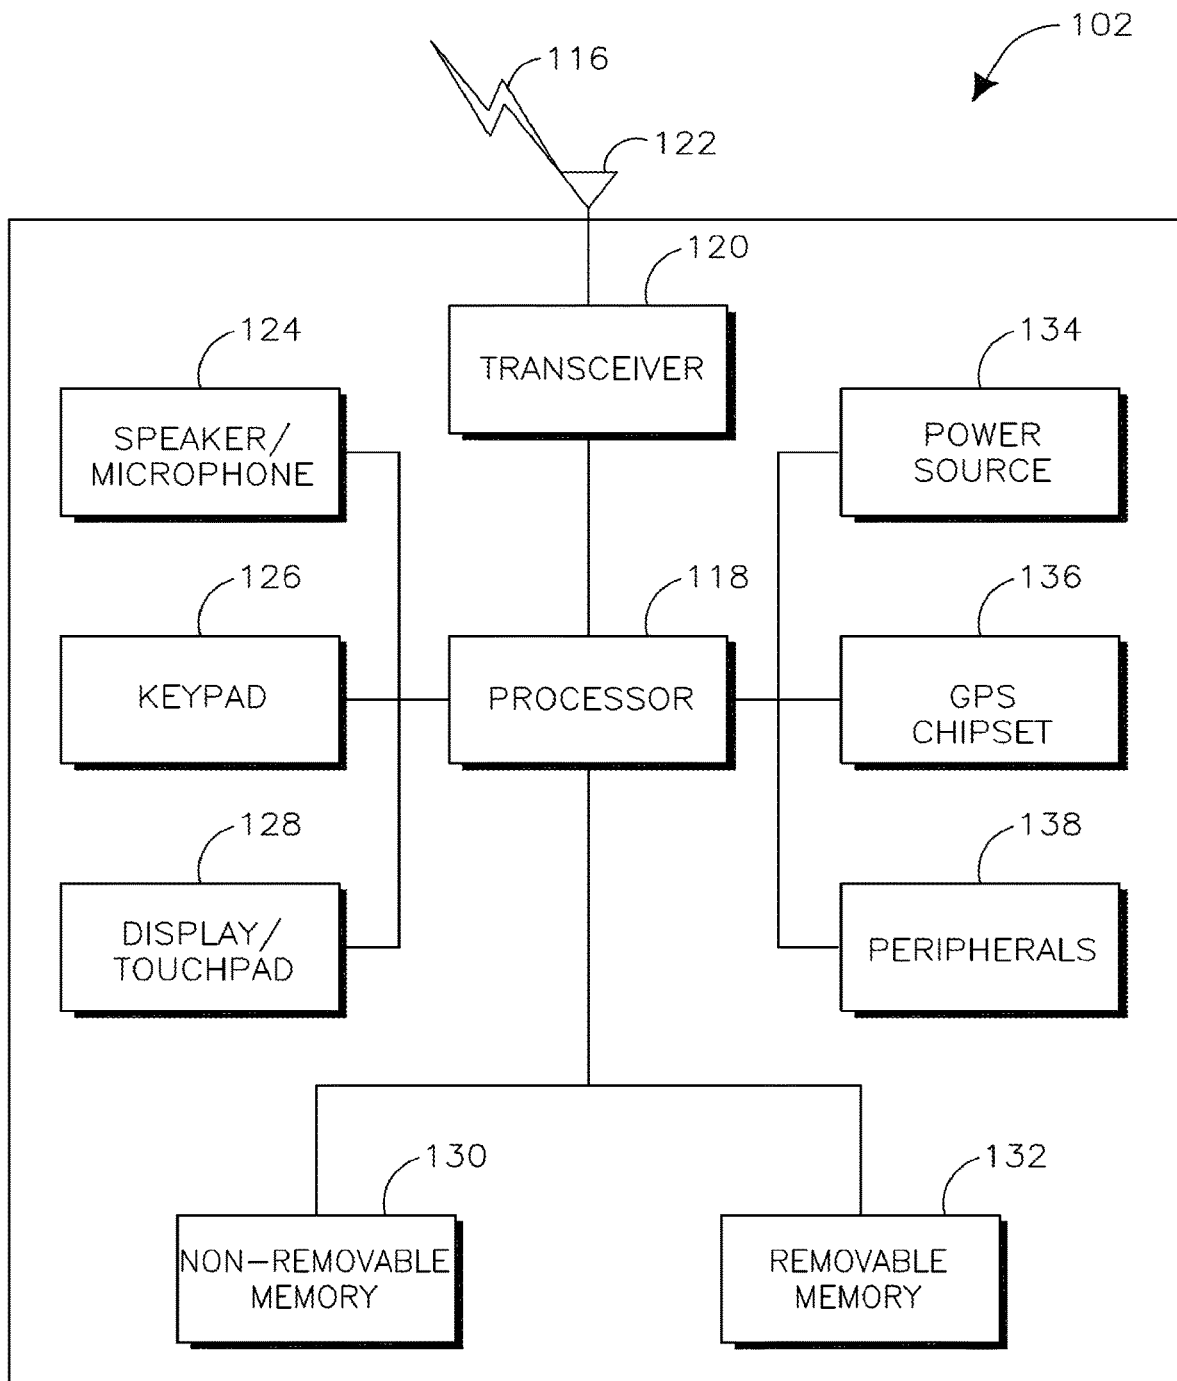 102
116
122
120
TRANSCEIVER
124
SPEAKER/
MICROPHONE
134
POWER
SOURCE
126
KEYPAD
118
PROCESSOR
136
GPS
CHIPSET
128
DISPLAY/
TOUCHPAD
138
PERIPHERALS
130
NON-REMOVABLE
MEMORY
132
REMOVABLE
MEMORY